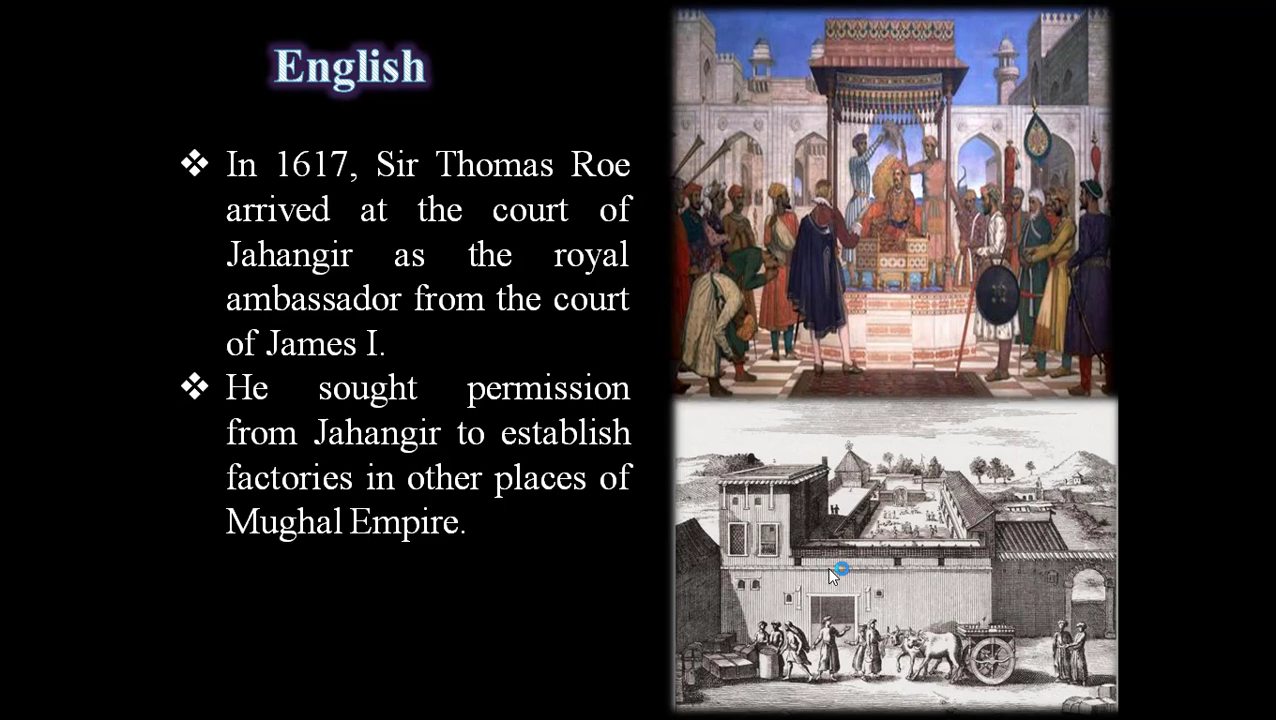 English
❖ In 1617, Sir Thomas Roe
arrived at the court of
Jahangir as the royal
ambassador from the court
of James I.
❖ He sought permission
from Jahangir to establish
factories in other places of
Mughal Empire.